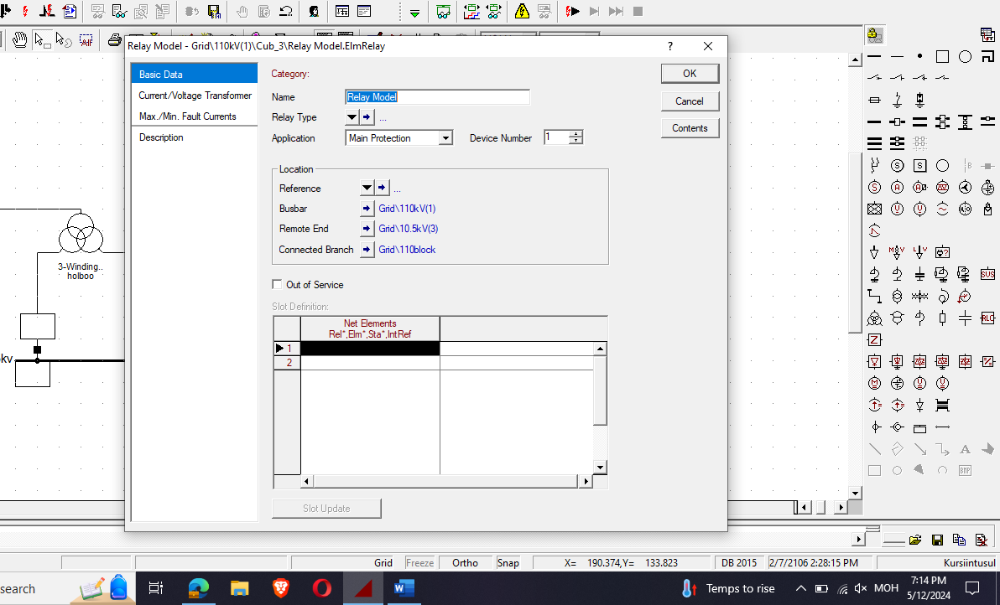 Relay Model - Grid\110kV(1)\Cub_3\Relay Model.ElmRelay
?
Basic Data
Current/Voltage Transformer
Max./Min. Fault Currents
Description
Category:
Name Relay Model
Relay Type ...
Application Main Protection Device Number 1
OK
Cancel
Contents
Location
Reference ...
Busbar Grid\110kV(1)
Remote End Grid\10.5kV(3)
Connected Branch Grid\110block
Out of Service
Slot Definition:
Net Elements
Rel*,Elm*,Sta*,IntRef
1
2
Slot Update
3-Winding..
holboo
kv
SVS
RLC
BMP
Grid Freeze Ortho Snap X= 190.374,Y= 133.823 DB 2015 2/7/2106 2:28:15 PM Kursiintusul
search
Temps to rise
МОН
7:14 PM
5/12/2024